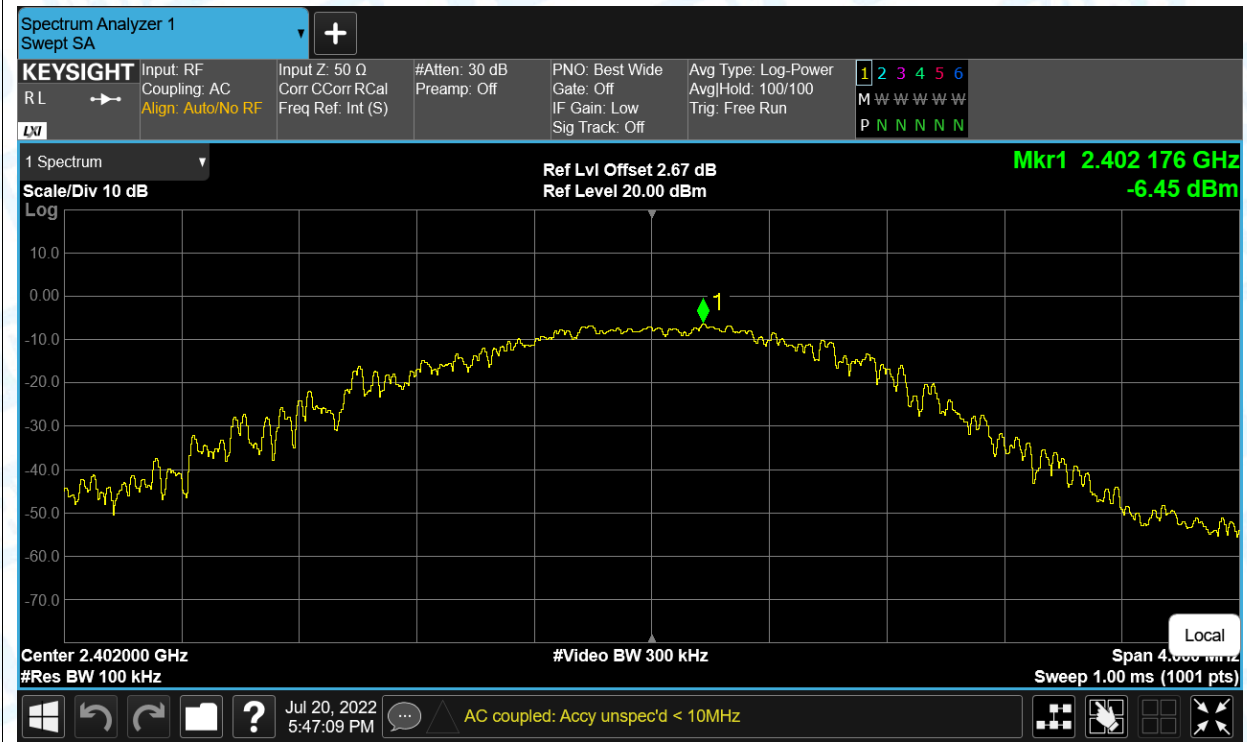 Spectrum Analyzer 1
Swept SA
KEYSIGHT
R L
LXI
Input: RF
Coupling: AC
Align: Auto/No RF
Input Z: 50 Ω
Corr CCorr RCal
Freq Ref: Int (S)
#Atten: 30 dB
Preamp: Off
PNO: Best Wide
Gate: Off
IF Gain: Low
Sig Track: Off
Avg Type: Log-Power
Avg|Hold: 100/100
Trig: Free Run
1 2 3 4 5 6
M W W W W W W
P N N N N N N
1 Spectrum
Scale/Div 10 dB
Log
Ref Lvl Offset 2.67 dB
Ref Level 20.00 dBm
Mkr1 2.402 176 GHz
-6.45 dBm
10.0
0.00
-10.0
-20.0
-30.0
-40.0
-50.0
-60.0
-70.0
1
Local
Center 2.402000 GHz
#Res BW 100 kHz
#Video BW 300 kHz
Span 4.000 MHz
Sweep 1.00 ms (1001 pts)
?
Jul 20, 2022
5:47:09 PM
AC coupled: Accy unspec'd < 10MHz